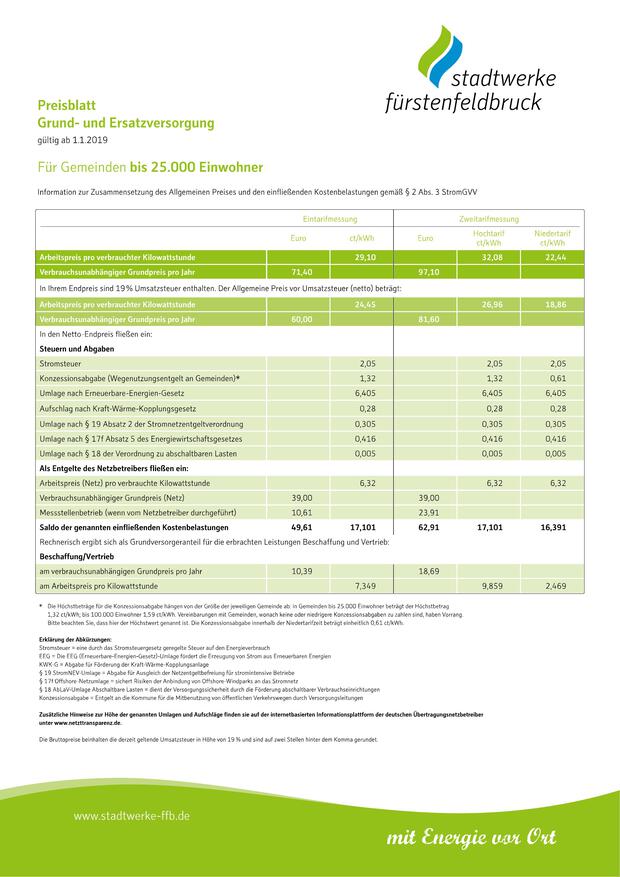 stadtwerke
fürstenfeldbruck
Preisblatt
Grund- und Ersatzversorgung
gültig ab 1.1.2019
Für Gemeinden bis 25.000 Einwohner
Information zur Zusammensetzung des Allgemeinen Preises und den einfließenden Kostenbelastungen gemäß § 2 Abs. 3 StromGVV
Eintarifmessung Zweitarifmessung
Euro ct/kWh Euro Hochtarif ct/kWh Niedertarif ct/kWh
Arbeitspreis pro verbrauchter Kilowattstunde 29,10 32,08 22,44
Verbrauchsunabhängiger Grundpreis pro Jahr 71,40 97,10
In Ihrem Endpreis sind 19 % Umsatzsteuer enthalten. Der Allgemeine Preis vor Umsatzsteuer (netto) beträgt:
Arbeitspreis pro verbrauchter Kilowattstunde 24,45 26,96 18,86
Verbrauchsunabhängiger Grundpreis pro Jahr 60,00 81,60
In den Netto-Endpreis fließen ein:
Steuern und Abgaben
Stromsteuer 2,05 2,05 2,05
Konzessionsabgabe (Wegenutzungsentgelt an Gemeinden)* 1,32 1,32 0,61
Umlage nach Erneuerbare-Energien-Gesetz 6,405 6,405 6,405
Aufschlag nach Kraft-Wärme-Kopplungsgesetz 0,28 0,28 0,28
Umlage nach § 19 Absatz 2 der Stromnetzentgeltverordnung 0,305 0,305 0,305
Umlage nach § 17f Absatz 5 des Energiewirtschaftsgesetzes 0,416 0,416 0,416
Umlage nach § 18 der Verordnung zu abschaltbaren Lasten 0,005 0,005 0,005
Als Entgelte des Netzbetreibers fließen ein:
Arbeitspreis (Netz) pro verbrauchte Kilowattstunde 6,32 6,32 6,32
Verbrauchsunabhängiger Grundpreis (Netz) 39,00 39,00
Messstellenbetrieb (wenn vom Netzbetreiber durchgeführt) 10,61 23,91
Saldo der genannten einfließenden Kostenbelastungen 49,61 17,101 62,91 17,101 16,391
Rechnerisch ergibt sich als Grundversorgeranteil für die erbrachten Leistungen Beschaffung und Vertrieb:
Beschaffung/Vertrieb
am verbrauchsunabhängigen Grundpreis pro Jahr 10,39 18,69
am Arbeitspreis pro Kilowattstunde 7,349 9,859 2,469
* Die Höchstbeträge für die Konzessionsabgabe hängen von der Größe der jeweiligen Gemeinde ab: in Gemeinden bis 25.000 Einwohner beträgt der Höchstbetrag
1,32 ct/kWh; bis 100.000 Einwohner 1,59 ct/kWh. Vereinbarungen mit Gemeinden, wonach keine oder niedrigere Konzessionsabgaben zu zahlen sind, haben Vorrang.
Bitte beachten Sie, dass hier der Höchstwert genannt ist. Die Konzessionsabgabe innerhalb der Niedertarifzeit beträgt einheitlich 0,61 ct/kWh.
Erklärung der Abkürzungen:
Stromsteuer = eine durch das Stromsteuergesetz geregelte Steuer auf den Energieverbrauch
EEG = Die EEG (Erneuerbare-Energien-Gesetz)-Umlage fördert die Erzeugung von Strom aus Erneuerbaren Energien
KWK-G = Abgabe für Förderung der Kraft-Wärme-Kopplungsanlage
§ 19 StromNEV-Umlage = Abgabe für Ausgleich der Netzentgeltbefreiung für stromintensive Betriebe
§ 17f Offshore-Netzumlage = sichert Risiken der Anbindung von Offshore-Windparks an das Stromnetz
§ 18 AbLaV-Umlage Abschaltbare Lasten = dient der Versorgungssicherheit durch die Förderung abschaltbarer Verbrauchseinrichtungen
Konzessionsabgabe = Entgelt an die Kommune für die Mitbenutzung von öffentlichen Verkehrswegen durch Versorgungsleitungen
Zusätzliche Hinweise zur Höhe der genannten Umlagen und Aufschläge finden sie auf der internetbasierten Informationsplattform der deutschen Übertragungsnetzbetreiber
unter www.netztransparenz.de.
Die Bruttopreise beinhalten die derzeit geltende Umsatzsteuer in Höhe von 19 % und sind auf zwei Stellen hinter dem Komma gerundet.
www.stadtwerke-ffb.de
mit Energie vor Ort